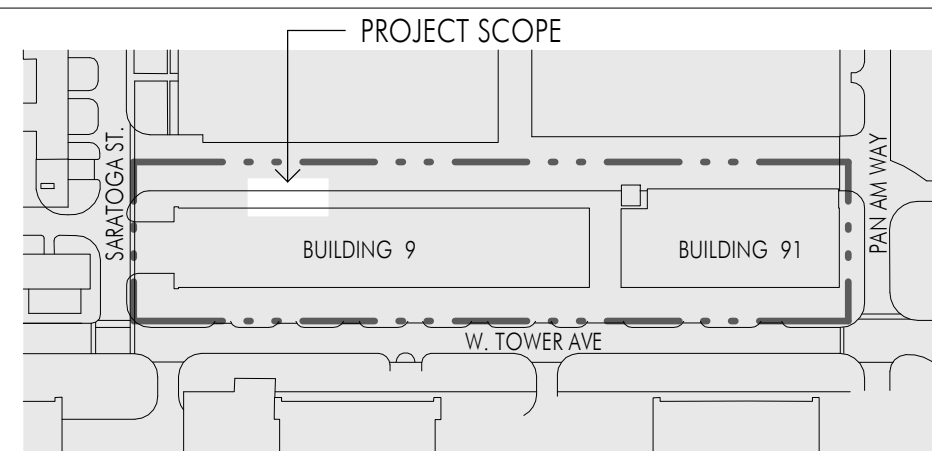 PROJECT SCOPE
SARATOGA ST.
PAN AM WAY
BUILDING 9
BUILDING 91
W. TOWER AVE